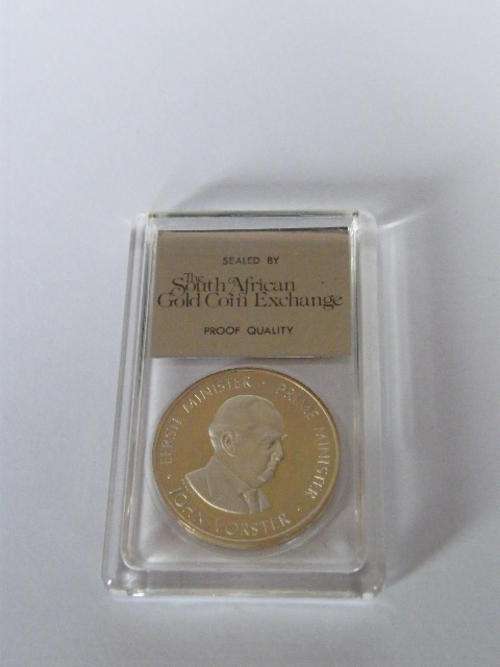 SEALED BY
The
South African
Gold Coin Exchange
PROOF QUALITY
· EERSTE MINISTER · PRIME MINISTER ·
JOHN VORSTER